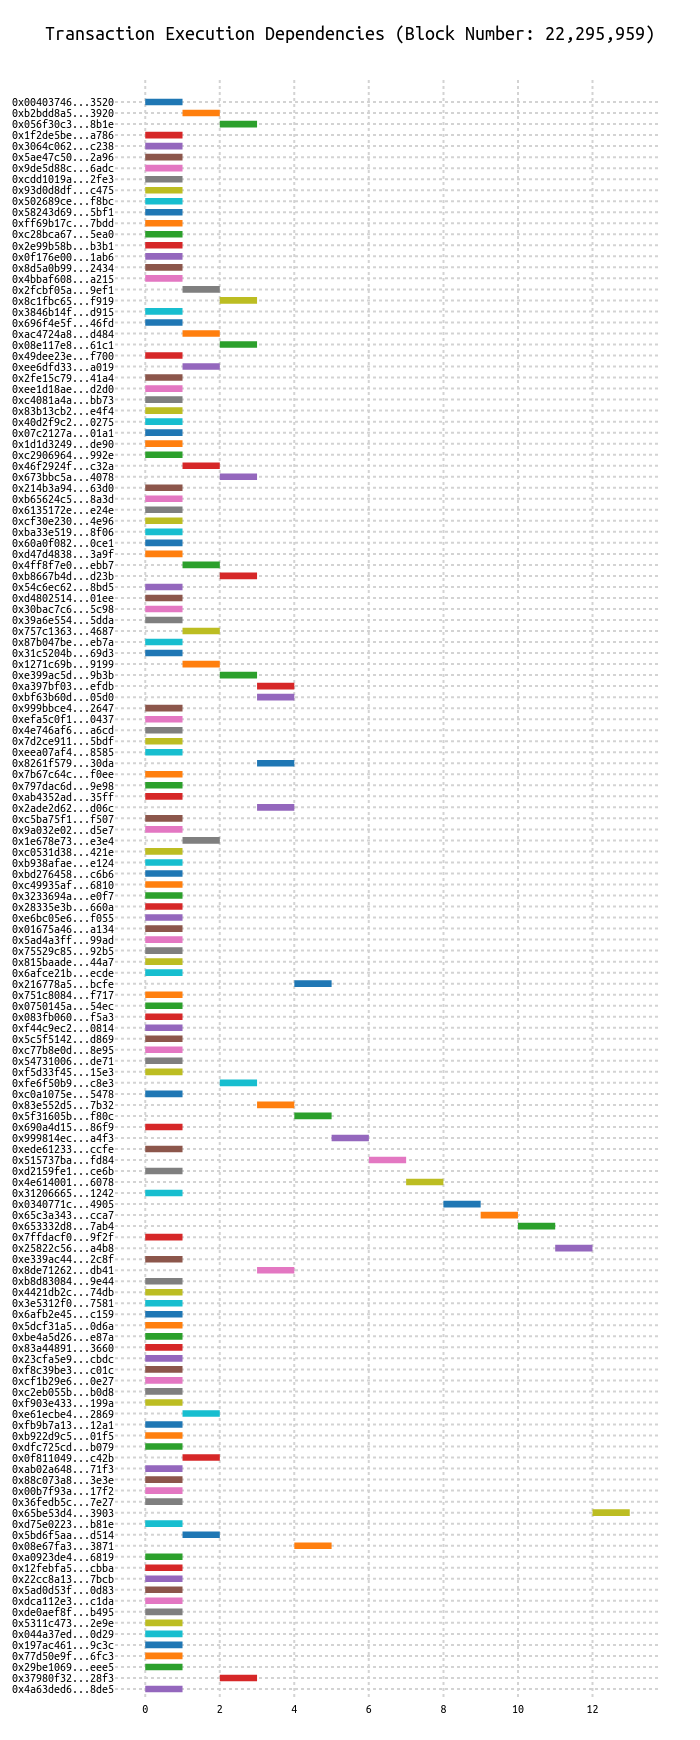 Transaction Execution Dependencies (Block Number: 22,295,959)
0x00403746...3520
0xb2bdd8a5...3920
0x056f30c3...8b1e
0x1f2de5be...a786
0x3064c062...c238
0x5ae47c50...2a96
0x9de5d88c...6adc
0xcdd1019a...2fe3
0x93d0d8df...c475
0x502689ce...f8bc
0x58243d69...5bf1
0xff69b17c...7bdd
0xc28bca67...5ea0
0x2e99b58b...b3b1
0x0f176e00...1ab6
0x8d5a0b99...2434
0x4bbaf608...a215
0x2fcbf05a...9ef1
0x8c1fbc65...f919
0x3846b14f...d915
0x696f4e5f...46fd
0xac4724a8...d484
0x08e117e8...61c1
0x49dee23e...f700
0xee6dfd33...a019
0x2fe15c79...41a4
0xee1d18ae...d2d0
0xc4081a4a...bb73
0x83b13cb2...e4f4
0x40d2f9c2...0275
0x07c2127a...01a1
0x1d1d3249...de90
0xc2906964...992e
0x46f2924f...c32a
0x673bbc5a...4078
0x214b3a94...63d0
0xb65624c5...8a3d
0x6135172e...e24e
0xcf30e230...4e96
0xba33e519...8f06
0x60a0f082...0ce1
0xd47d4838...3a9f
0x4ff8f7e0...ebb7
0xb8667b4d...d23b
0x54c6ec62...8bd5
0xd4802514...01ee
0x30bac7c6...5c98
0x39a6e554...5dda
0x757c1363...4687
0x87b047be...eb7a
0x31c5204b...69d3
0x1271c69b...9199
0xe399ac5d...9b3b
0xa397bf03...efdb
0xbf63b60d...05d0
0x999bbce4...2647
0xefa5c0f1...0437
0x4e746af6...a6cd
0x7d2ce911...5bdf
0xeea07af4...8585
0x8261f579...30da
0x7b67c64c...f0ee
0x797dac6d...9e98
0xab4352ad...35ff
0x2ade2d62...d06c
0xc5ba75f1...f507
0x9a032e02...d5e7
0x1e678e73...e3e4
0xc0531d38...421e
0xb938afae...e124
0xbd276458...c6b6
0xc49935af...6810
0x3233694a...e0f7
0x28335e3b...660a
0xe6bc05e6...f055
0x01675a46...a134
0x5ad4a3ff...99ad
0x75529c85...92b5
0x815baade...44a7
0x6afce21b...ecde
0x216778a5...bcfe
0x751c8084...f717
0x0750145a...54ec
0x083fb060...f5a3
0xf44c9ec2...0814
0x5c5f5142...d869
0xc77b8e0d...8e95
0x54731006...de71
0xf5d33f45...15e3
0xfe6f50b9...c8e3
0xc0a1075e...5478
0x83e552d5...7b32
0x5f31605b...f80c
0x690a4d15...86f9
0x999814ec...a4f3
0xede61233...ccfe
0x515737ba...fd84
0xd2159fe1...ce6b
0x4e614001...6078
0x31206665...1242
0x0340771c...4905
0x65c3a343...cca7
0x653332d8...7ab4
0x7ffdacf0...9f2f
0x25822c56...a4b8
0xe339ac44...2c8f
0x8de71262...db41
0xb8d83084...9e44
0x4421db2c...74db
0x3e5312f0...7581
0x6afb2e45...c159
0x5dcf31a5...0d6a
0xbe4a5d26...e87a
0x83a44891...3660
0x23cfa5e9...cbdc
0xf8c39be3...c01c
0xcf1b29e6...0e27
0xc2eb055b...b0d8
0xf903e433...199a
0xe61ecbe4...2869
0xfb9b7a13...12a1
0xb922d9c5...01f5
0xdfc725cd...b079
0x0f811049...c42b
0xab02a648...71f3
0x88c073a8...3e3e
0x00b7f93a...17f2
0x36fedb5c...7e27
0x65be53d4...3903
0xd75e0223...b81e
0x5bd6f5aa...d514
0x08e67fa3...3871
0xa0923de4...6819
0x12febfa5...cbba
0x22cc8a13...7bcb
0x5ad0d53f...0d83
0xdca112e3...c1da
0xde0aef8f...b495
0x5311c473...2e9e
0x044a37ed...0d29
0x197ac461...9c3c
0x77d50e9f...6fc3
0x29be1069...eee5
0x37980f32...28f3
0x4a63ded6...8de5
0 2 4 6 8 10 12